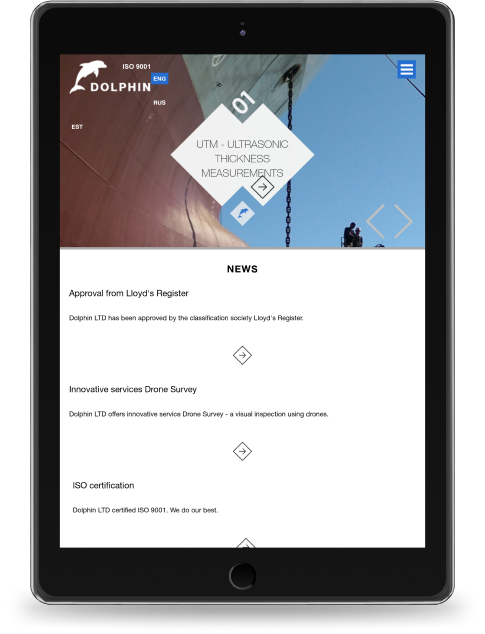 ISO 9001
ENG
DOLPHIN
RUS
EST
01
UTM - ULTRASONIC
THICKNESS
MEASUREMENTS
NEWS
Approval from Lloyd's Register
Dolphin LTD has been approved by the classification society Lloyd's Register.
Innovative services Drone Survey
Dolphin LTD offers innovative service Drone Survey - a visual inspection using drones.
ISO certification
Dolphin LTD certified ISO 9001. We do our best.